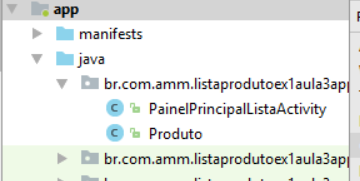 app
manifests
java
br.com.amm.listaprodutoex1aula3app
PainelPrincipalListaActivity
Produto
br.com.amm.listaprodutoex1aula3app